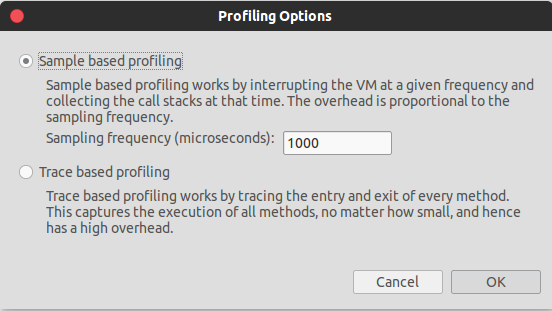 Profiling Options
Sample based profiling
Sample based profiling works by interrupting the VM at a given frequency and
collecting the call stacks at that time. The overhead is proportional to the
sampling frequency.
Sampling frequency (microseconds): 1000
Trace based profiling
Trace based profiling works by tracing the entry and exit of every method.
This captures the execution of all methods, no matter how small, and hence
has a high overhead.
Cancel OK